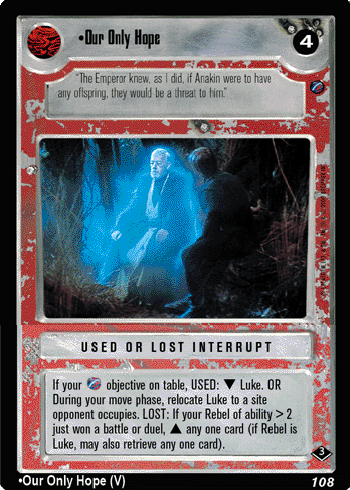 •Our Only Hope
4
"The Emperor knew, as I did, if Anakin were to have
any offspring, they would be a threat to him."
USED OR LOST INTERRUPT
If your objective on table, USED: ▼ Luke. OR
During your move phase, relocate Luke to a site
opponent occupies. LOST: If your Rebel of ability > 2
just won a battle or duel, ▲ any one card (if Rebel is
Luke, may also retrieve any one card).
3
•Our Only Hope (V)
108